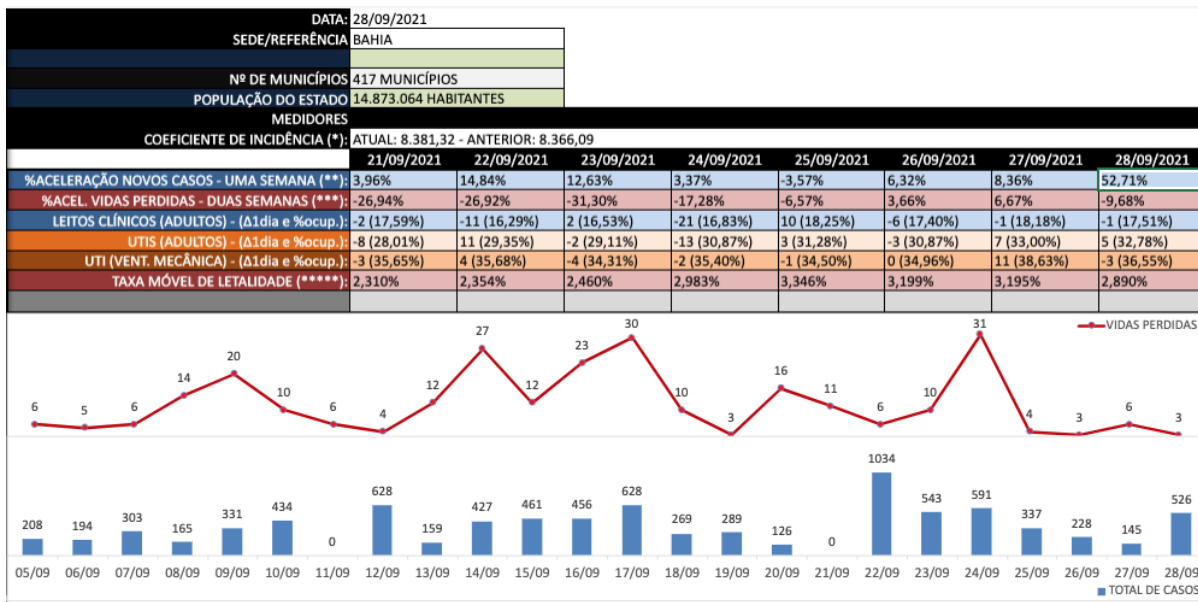 DATA: 28/09/2021
SEDE/REFERÊNCIA BAHIA
Nº DE MUNICÍPIOS 417 MUNICÍPIOS
POPULAÇÃO DO ESTADO 14.873.064 HABITANTES
MEDIDORES
COEFICIENTE DE INCIDÊNCIA (*): ATUAL: 8.381,32 - ANTERIOR: 8.366,09
21/09/2021 22/09/2021 23/09/2021 24/09/2021 25/09/2021 26/09/2021 27/09/2021 28/09/2021
%ACELERAÇÃO NOVOS CASOS - UMA SEMANA (**): 3,96% 14,84% 12,63% 3,37% -3,57% 6,32% 8,36% 52,71%
%ACEL. VIDAS PERDIDAS - DUAS SEMANAS (***): -26,94% -26,92% -31,30% -17,28% -6,57% 3,66% 6,67% -9,68%
LEITOS CLÍNICOS (ADULTOS) - (Δ1dia e %ocup.): -2 (17,59%) -11 (16,29%) 2 (16,53%) -21 (16,83%) 10 (18,25%) -6 (17,40%) -1 (18,18%) -1 (17,51%)
UTIS (ADULTOS) - (Δ1dia e %ocup.): -8 (28,01%) 11 (29,35%) -2 (29,11%) -13 (30,87%) 3 (31,28%) -3 (30,87%) 7 (33,00%) 5 (32,78%)
UTI (VENT. MECÂNICA) - (Δ1dia e %ocup.): -3 (35,65%) 4 (35,68%) -4 (34,31%) -2 (35,40%) -1 (34,50%) 0 (34,96%) 11 (38,63%) -3 (36,55%)
TAXA MÓVEL DE LETALIDADE (*****): 2,310% 2,354% 2,460% 2,983% 3,346% 3,199% 3,195% 2,890%
VIDAS PERDIDAS
6 5 6 14 20 10 6 4 12 27 12 23 30 10 3 16 11 6 10 31 4 3 6 3
208 194 303 165 331 434 0 628 159 427 461 456 628 269 289 126 0 1034 543 591 337 228 145 526
05/09 06/09 07/09 08/09 09/09 10/09 11/09 12/09 13/09 14/09 15/09 16/09 17/09 18/09 19/09 20/09 21/09 22/09 23/09 24/09 25/09 26/09 27/09 28/09
TOTAL DE CASOS